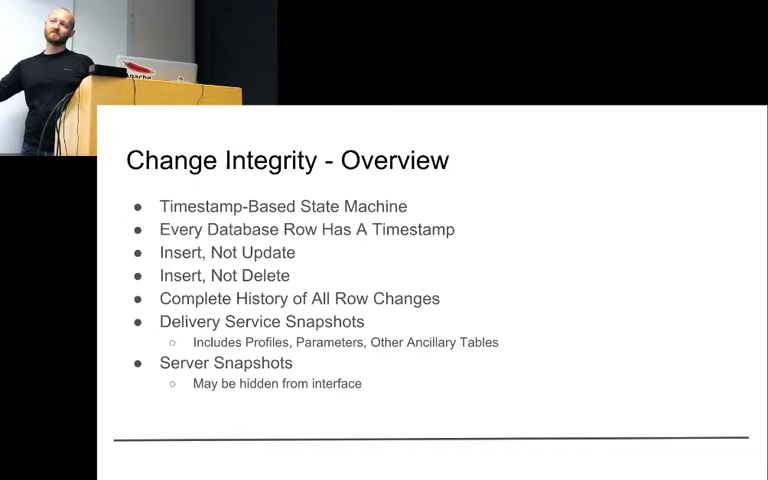 Apache
Change Integrity - Overview
● Timestamp-Based State Machine
● Every Database Row Has A Timestamp
● Insert, Not Update
● Insert, Not Delete
● Complete History of All Row Changes
● Delivery Service Snapshots
○ Includes Profiles, Parameters, Other Ancillary Tables
● Server Snapshots
○ May be hidden from interface